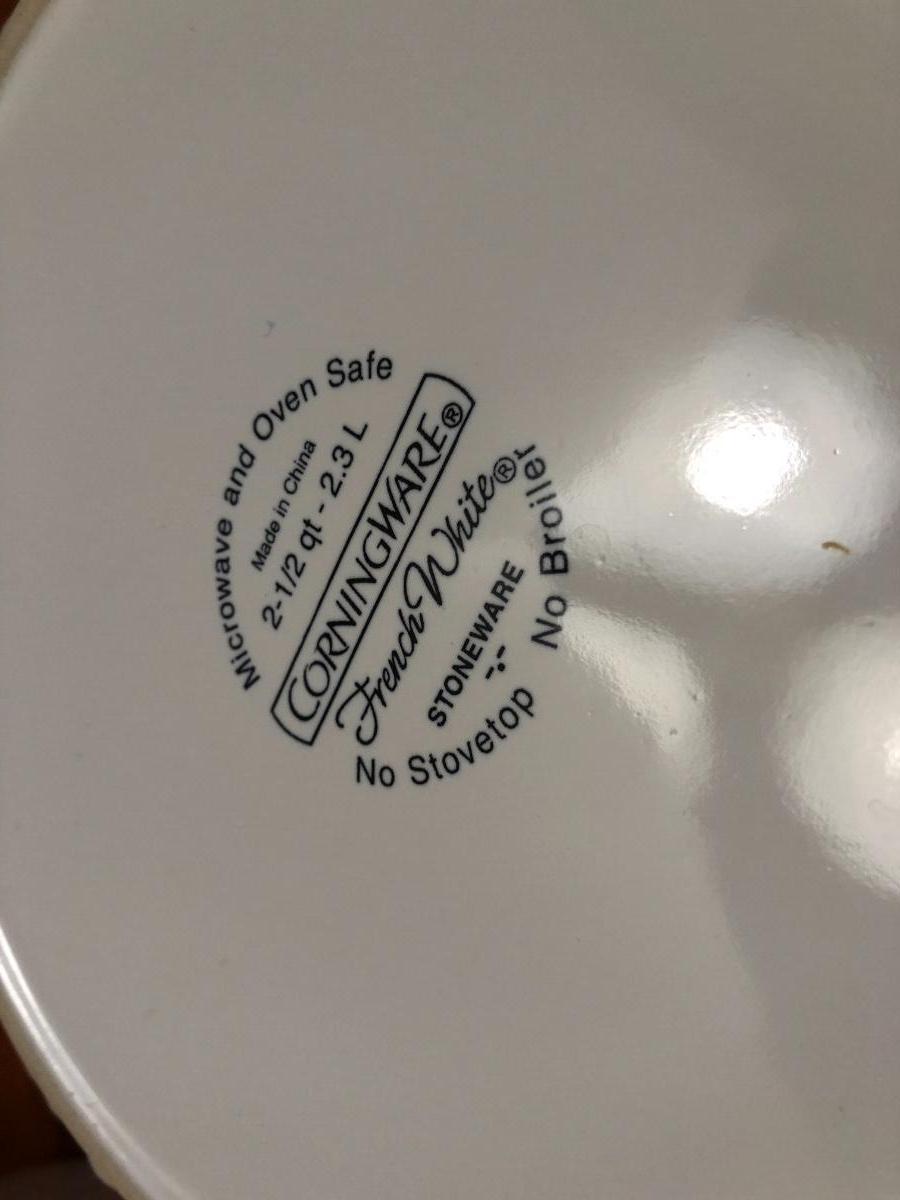 Microwave and Oven Safe
Made in China
2-1/2 qt - 2.3 L
CORNINGWARE®
French White®
STONEWARE
No Stovetop
No Broiler